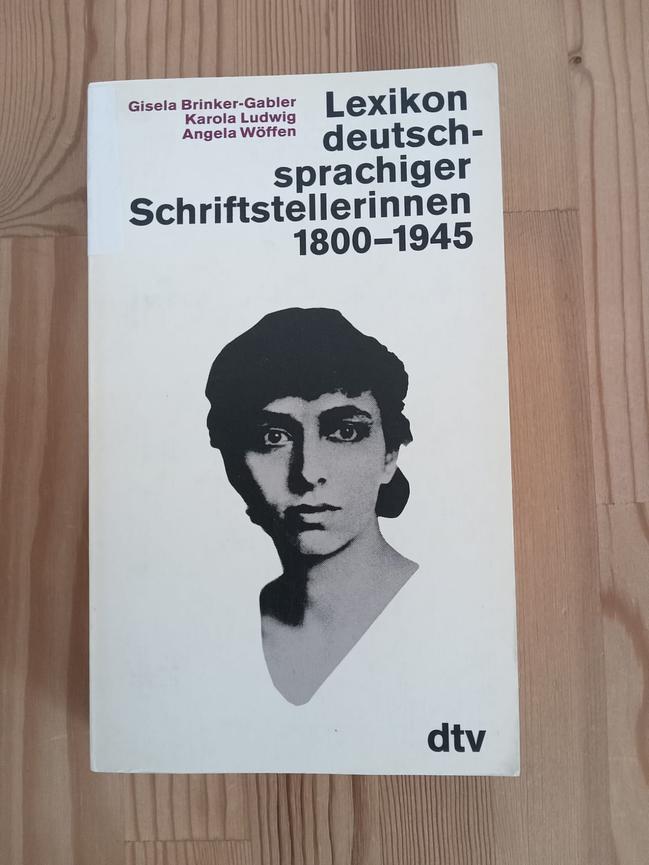 Gisela Brinker-Gabler
Karola Ludwig
Angela Wöffen
Lexikon
deutsch-
sprachiger
Schriftstellerinnen
1800–1945
dtv